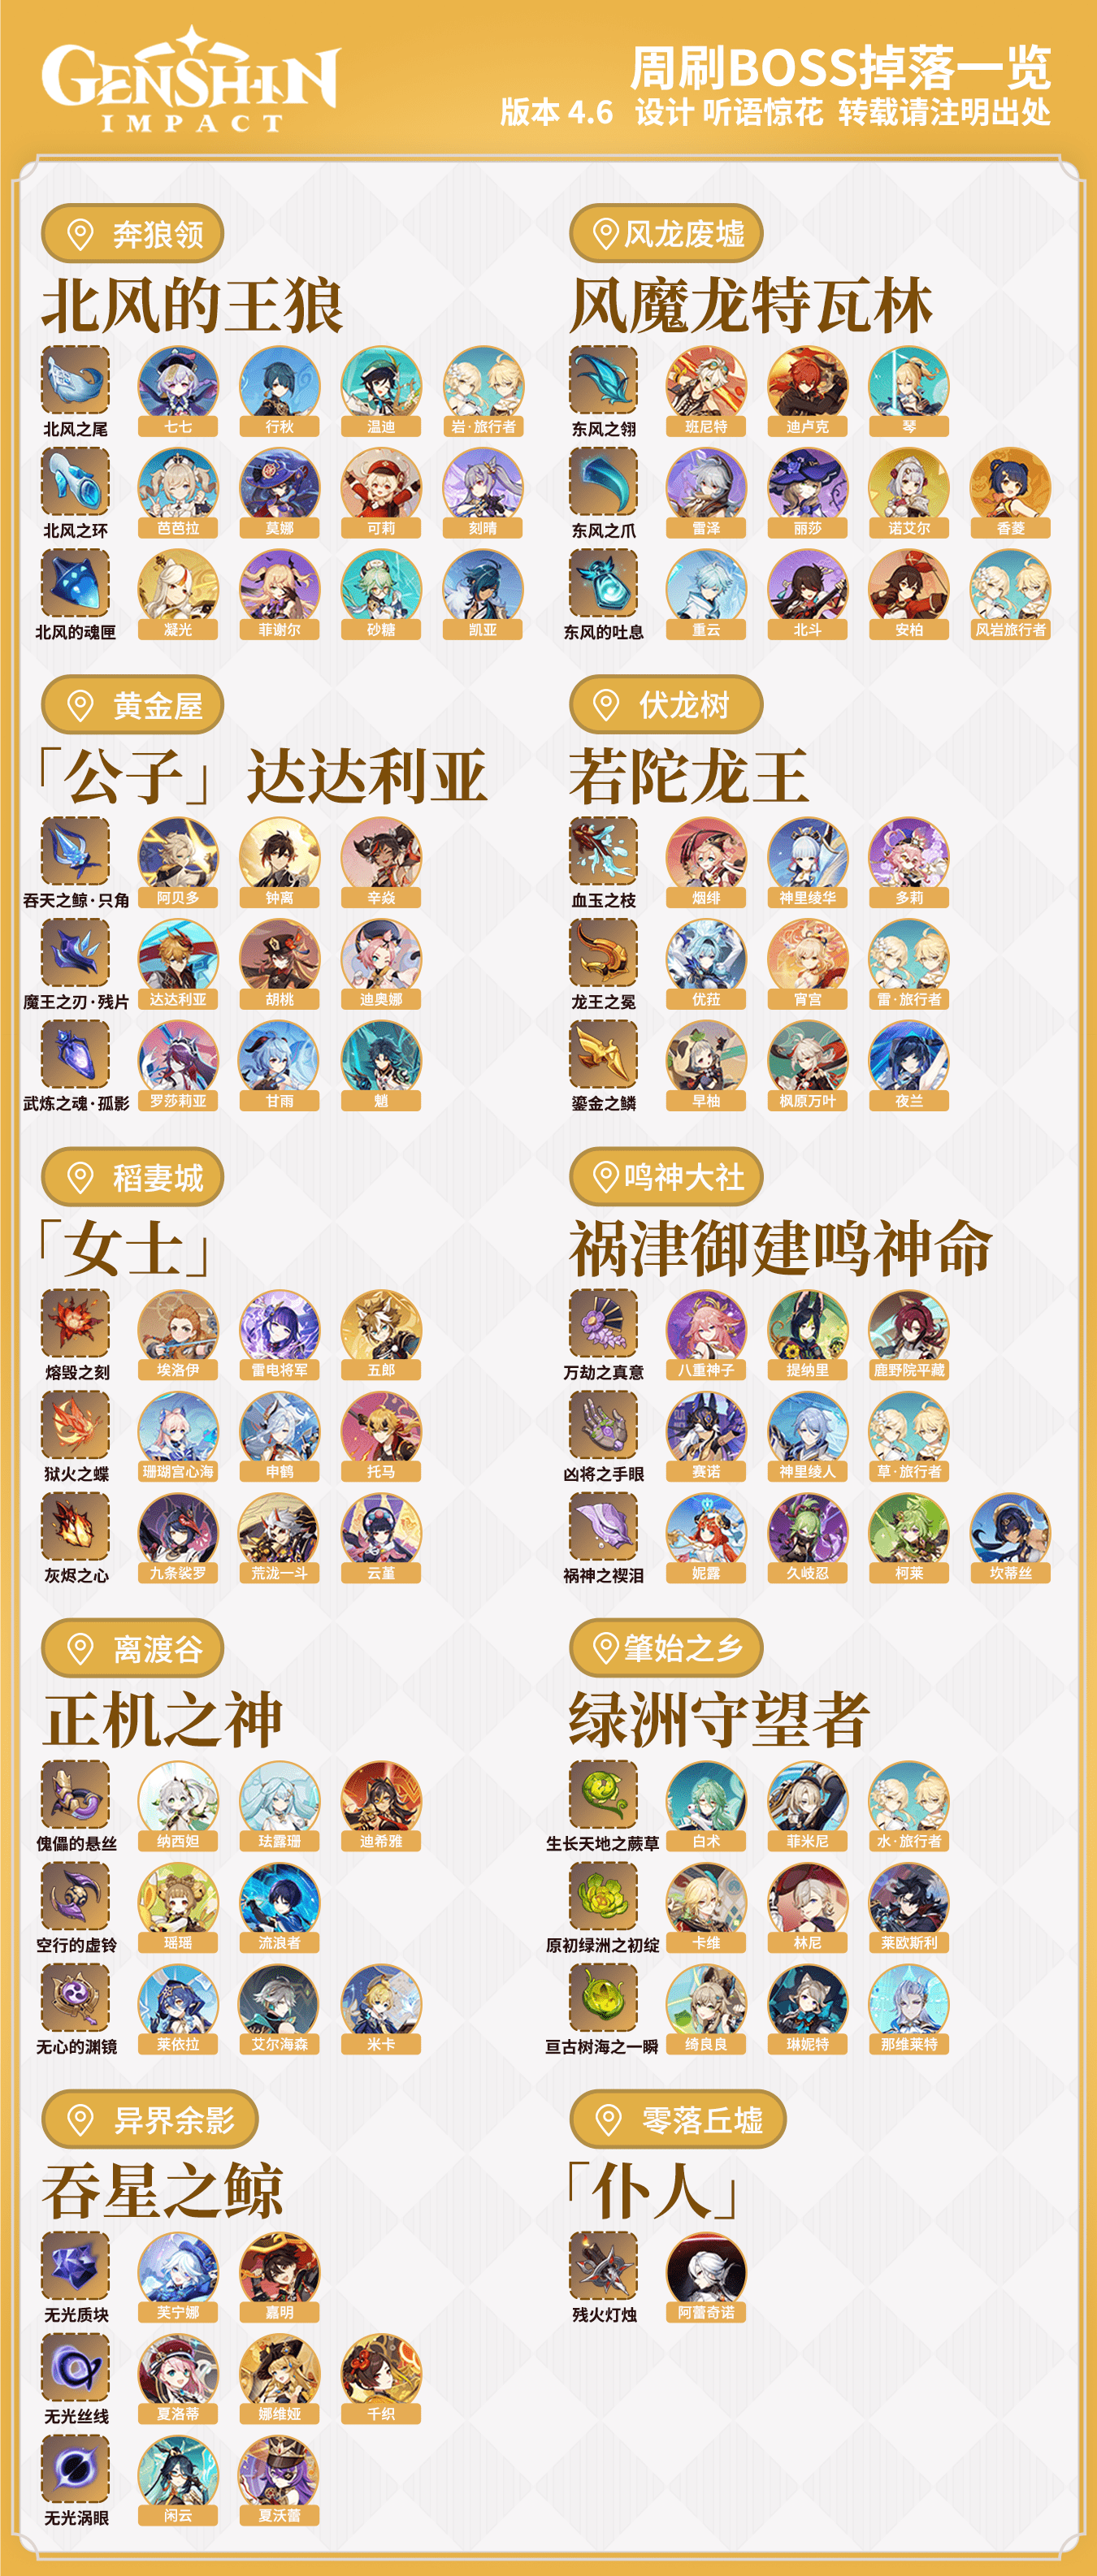 GENSHIN
IMPACT
周刷BOSS掉落一览
版本 4.6 设计 听语惊花 转载请注明出处
奔狼领
北风的王狼
北风之尾 七七 行秋 温迪 岩·旅行者
北风之环 芭芭拉 莫娜 可莉 刻晴
北风的魂匣 凝光 菲谢尔 砂糖 凯亚
风龙废墟
风魔龙特瓦林
东风之翎 班尼特 迪卢克 琴
东风之爪 雷泽 丽莎 诺艾尔 香菱
东风的吐息 重云 北斗 安柏 风岩旅行者
黄金屋
「公子」 达达利亚
吞天之鲸·只角 阿贝多 钟离 辛焱
魔王之刃·残片 达达利亚 胡桃 迪奥娜
武炼之魂·孤影 罗莎莉亚 甘雨 魈
伏龙树
若陀龙王
血玉之枝 烟绯 神里绫华 多莉
龙王之冕 优菈 宵宫 雷·旅行者
鎏金之鳞 早柚 枫原万叶 夜兰
稻妻城
「女士」
熔毁之刻 埃洛伊 雷电将军 五郎
狱火之蝶 珊瑚宫心海 申鹤 托马
灰烬之心 九条裟罗 荒泷一斗 云堇
鸣神大社
祸津御建鸣神命
万劫之真意 八重神子 提纳里 鹿野院平藏
凶将之手眼 赛诺 神里绫人 草·旅行者
祸神之禊泪 妮露 久岐忍 柯莱 坎蒂丝
离渡谷
正机之神
傀儡的悬丝 纳西妲 珐露珊 迪希雅
空行的虚铃 瑶瑶 流浪者
无心的渊镜 莱依拉 艾尔海森 米卡
肇始之乡
绿洲守望者
生长天地之蕨草 白术 菲米尼 水·旅行者
原初绿洲之初绽 卡维 林尼 莱欧斯利
亘古树海之一瞬 绮良良 琳妮特 那维莱特
异界余影
吞星之鲸
无光质块 芙宁娜 嘉明
无光丝线 夏洛蒂 娜维娅 千织
无光涡眼 闲云 夏沃蕾
零落丘墟
「仆人」
残火灯烛 阿蕾奇诺